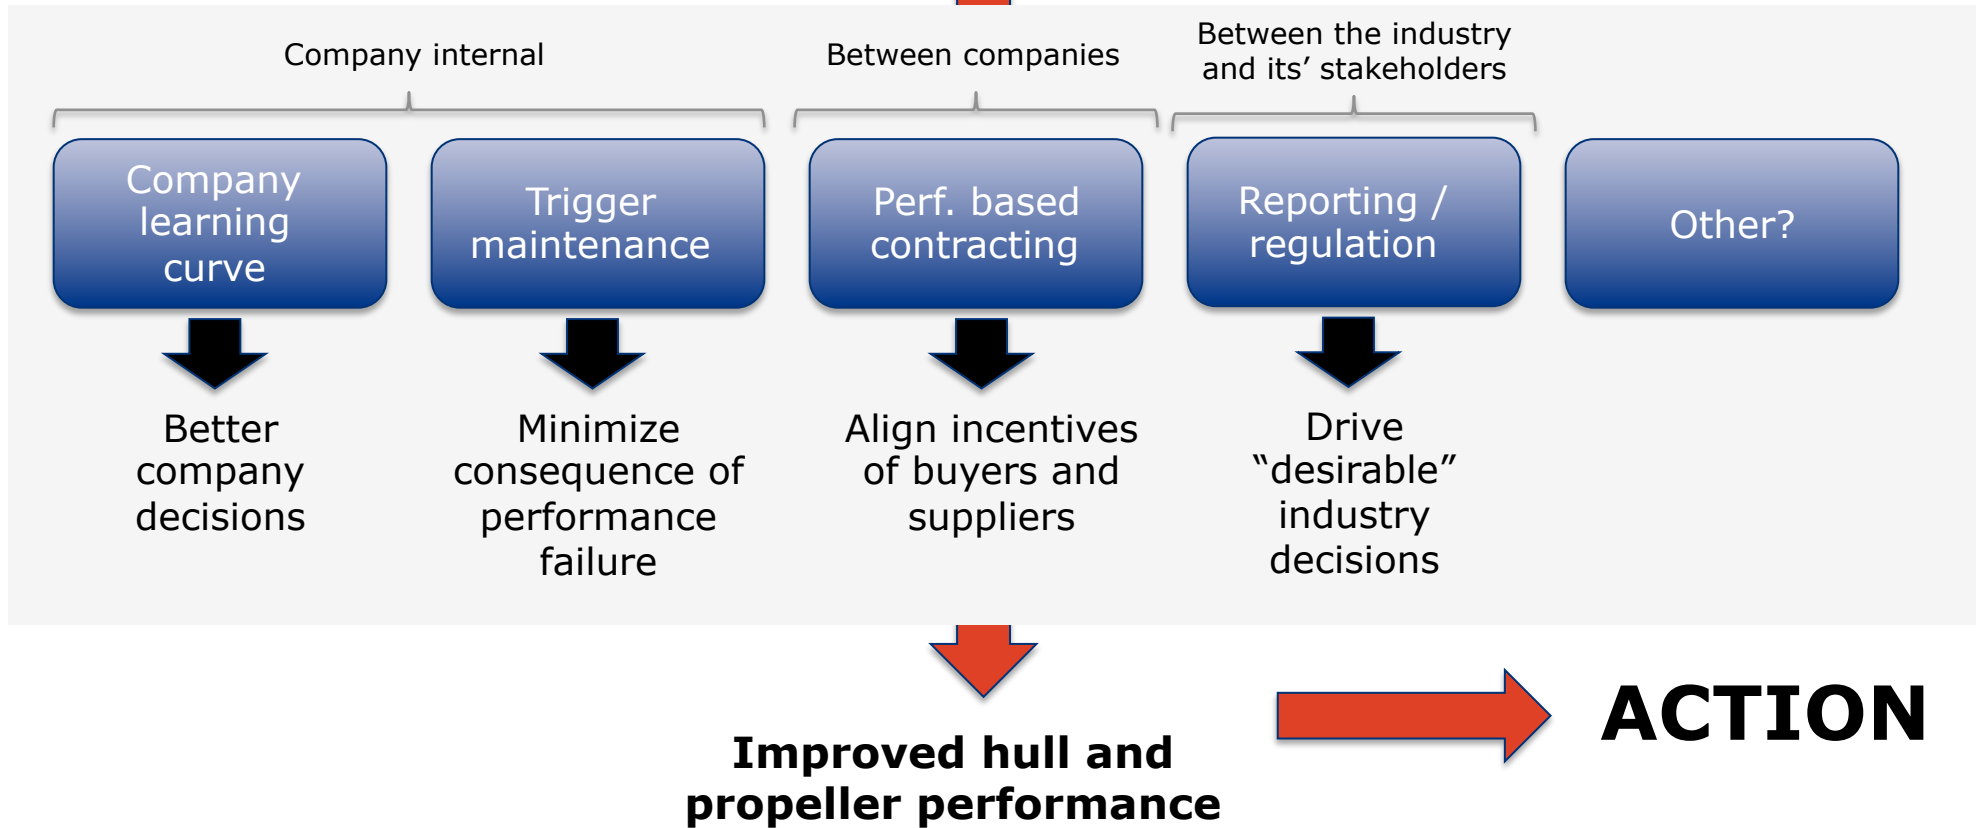 Company internal
Between companies
Between the industry
and its’ stakeholders
Company
learning
curve
Trigger
maintenance
Perf. based
contracting
Reporting /
regulation
Other?
Better
company
decisions
Minimize
consequence of
performance
failure
Align incentives
of buyers and
suppliers
Drive
“desirable”
industry
decisions
Improved hull and
propeller performance
ACTION